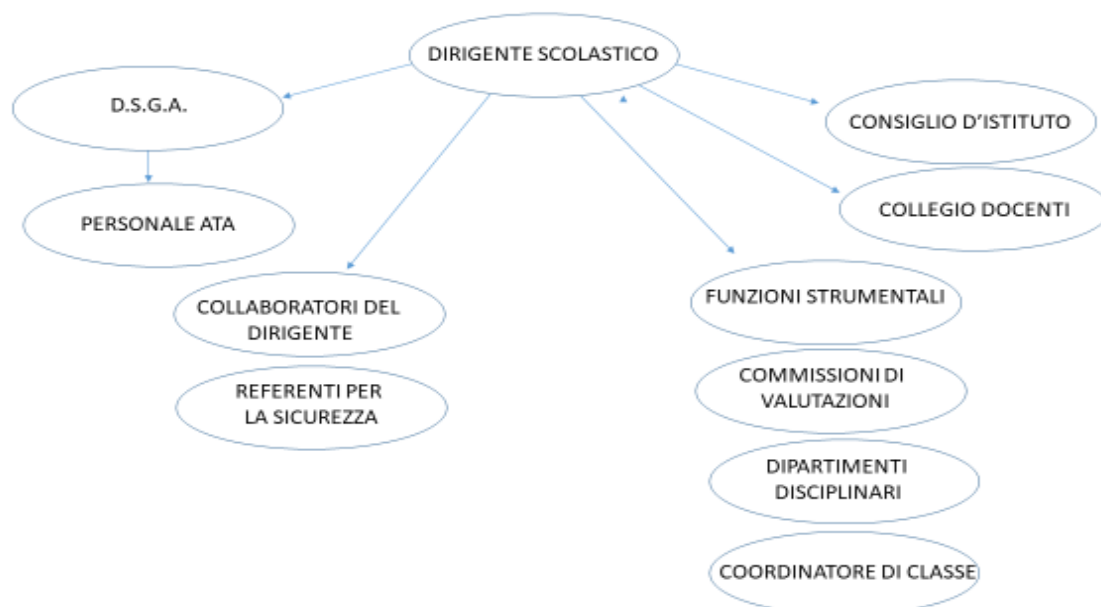 DIRIGENTE SCOLASTICO
D.S.G.A.
CONSIGLIO D'ISTITUTO
PERSONALE ATA
COLLEGIO DOCENTI
COLLABORATORI DEL
DIRIGENTE
FUNZIONI STRUMENTALI
REFERENTI PER
LA SICUREZZA
COMMISSIONI DI
VALUTAZIONI
DIPARTIMENTI
DISCIPLINARI
COORDINATORE DI CLASSE